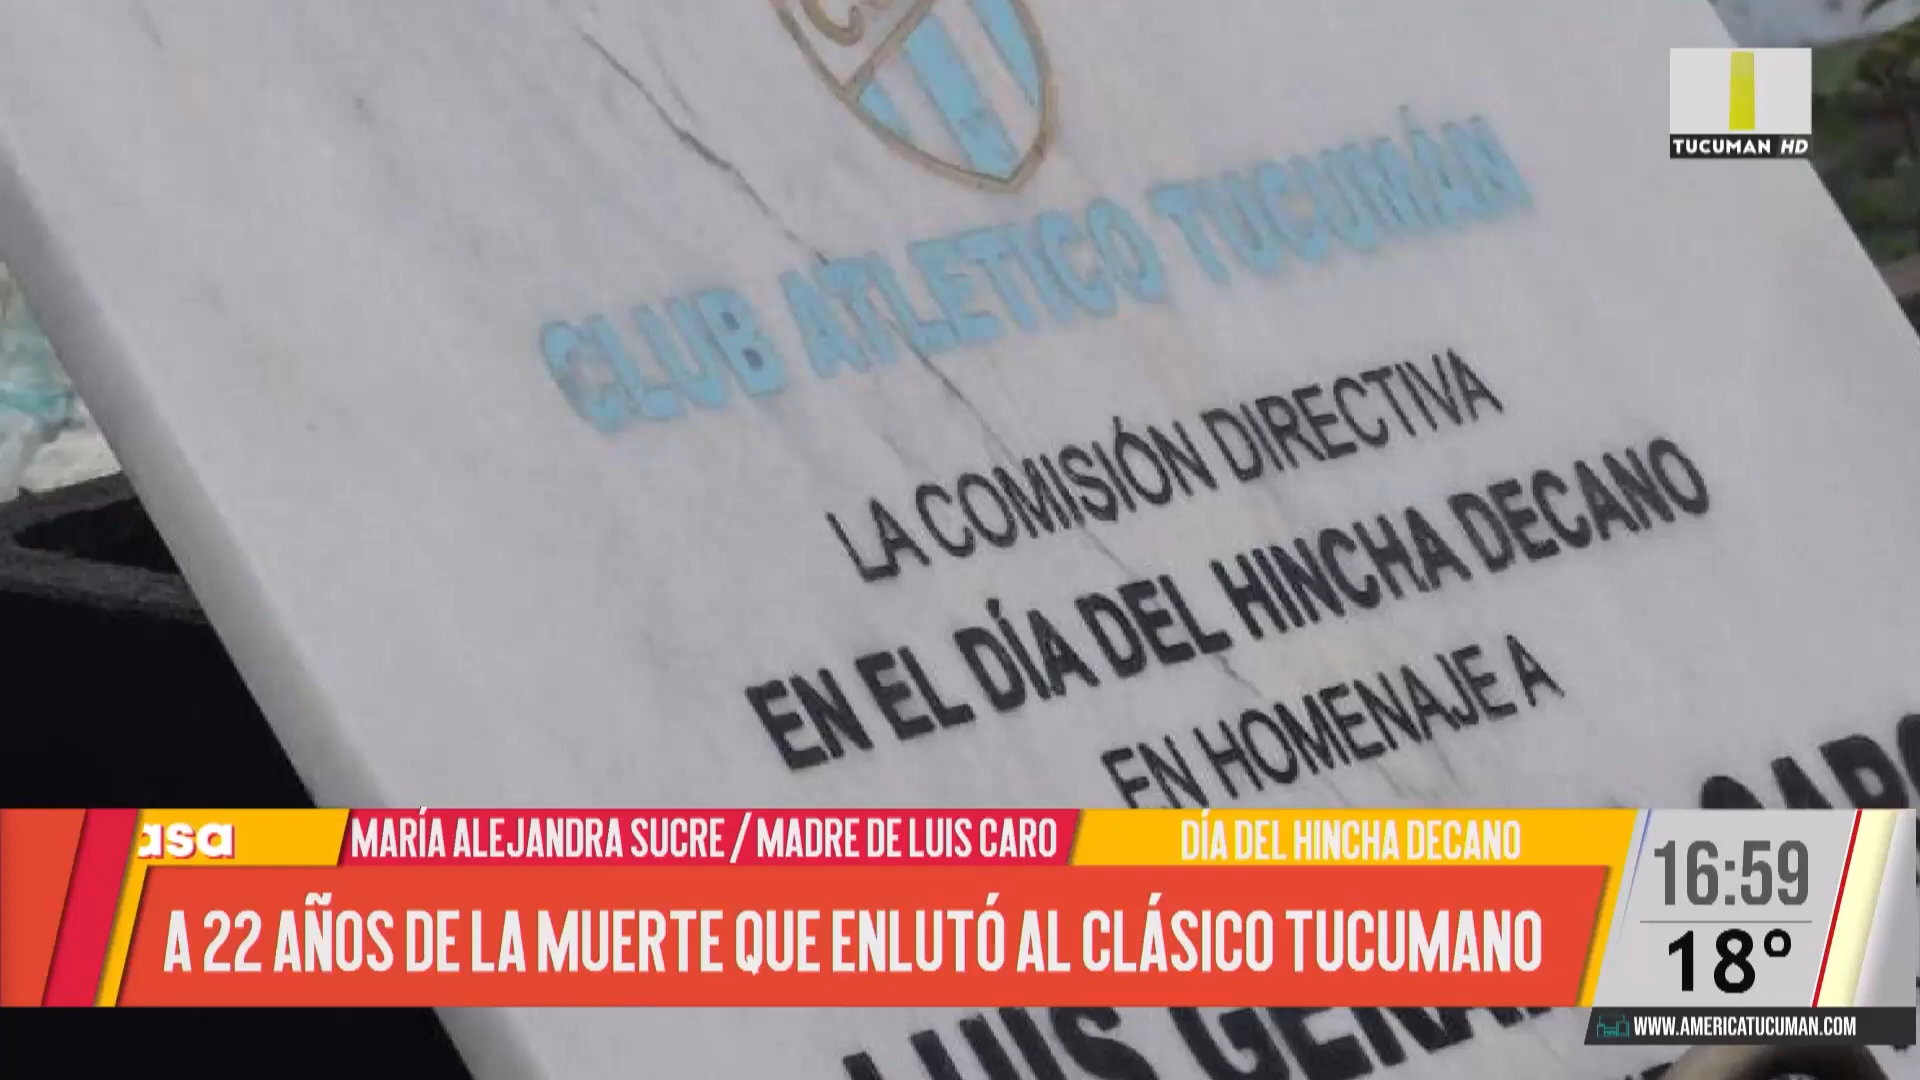 CLUB ATLETICO TUCUMÁN
LA COMISIÓN DIRECTIVA
EN EL DÍA DEL HINCHA DECANO
EN HOMENAJE A
LUIS
TUCUMAN HD
asa
MARÍA ALEJANDRA SUCRE / MADRE DE LUIS CARO
DÍA DEL HINCHA DECANO
A 22 AÑOS DE LA MUERTE QUE ENLUTÓ AL CLÁSICO TUCUMANO
16:59
18°
WWW.AMERICATUCUMAN.COM